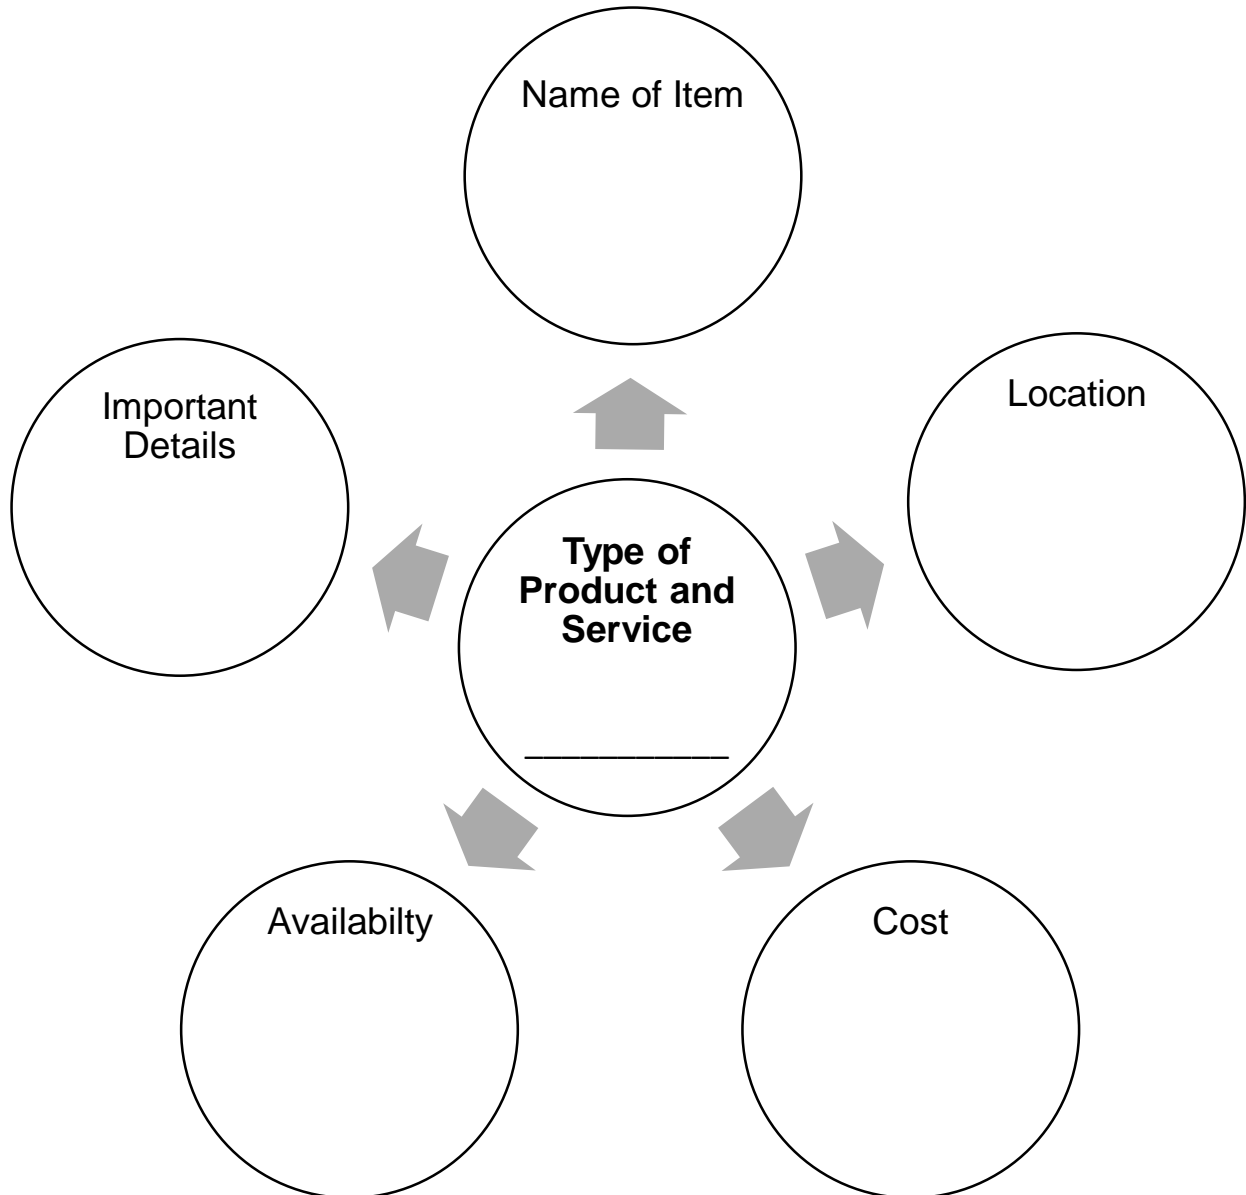 Name of Item
Important
Details
Location
Type of
Product and
Service
___________
Availabilty
Cost